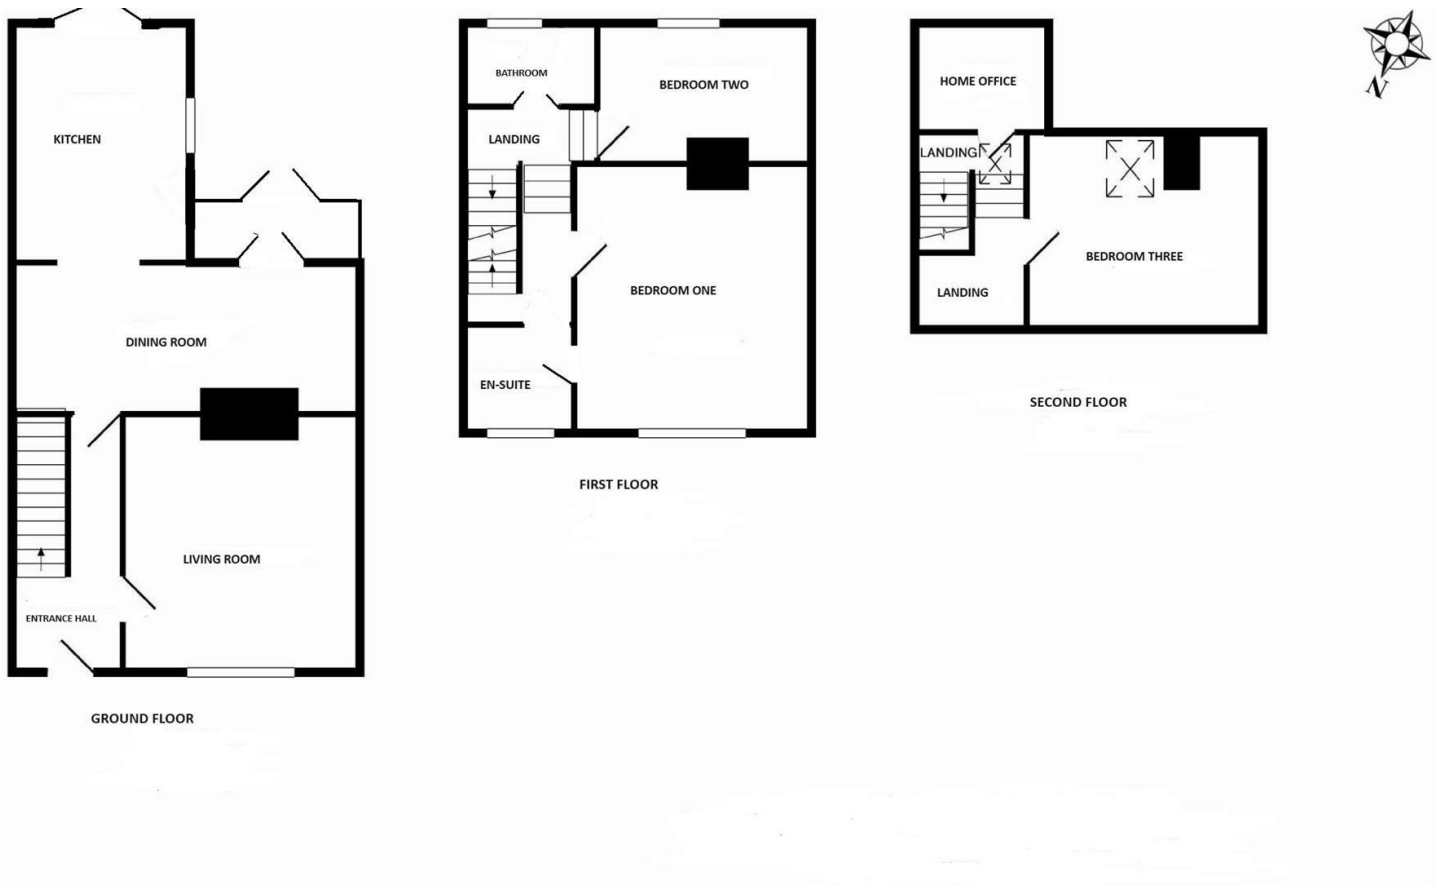 KITCHEN
DINING ROOM
LIVING ROOM
ENTRANCE HALL
GROUND FLOOR
BATHROOM
BEDROOM TWO
LANDING
BEDROOM ONE
EN-SUITE
FIRST FLOOR
HOME OFFICE
LANDING
BEDROOM THREE
LANDING
SECOND FLOOR
N